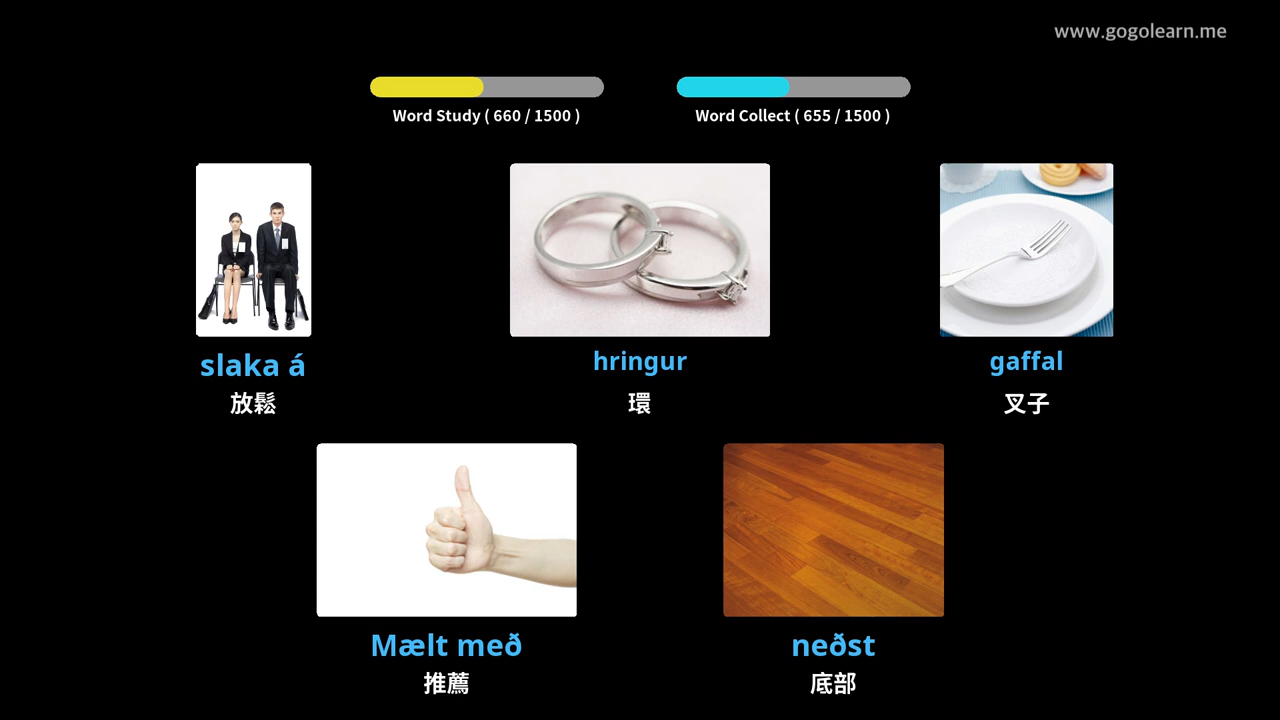 www.gogolearn.me
Word Study ( 660 / 1500 )
Word Collect ( 655 / 1500 )
slaka á
放鬆
hringur
環
gaffal
叉子
Mælt með
推薦
neðst
底部